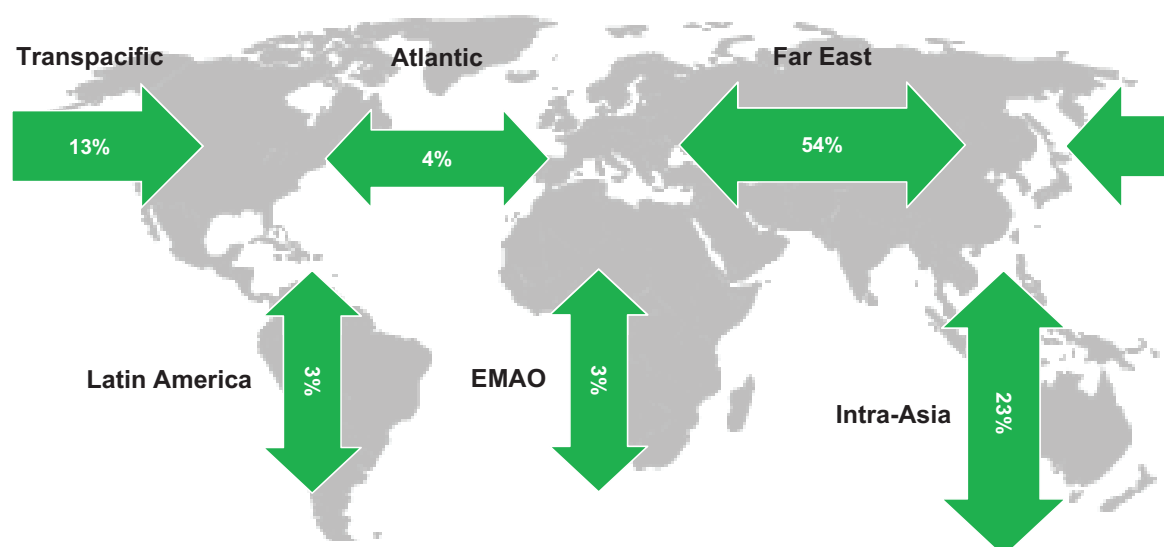 Transpacific
Atlantic
Far East
13%
4%
54%
Latin America
3%
EMAO
3%
Intra-Asia
23%